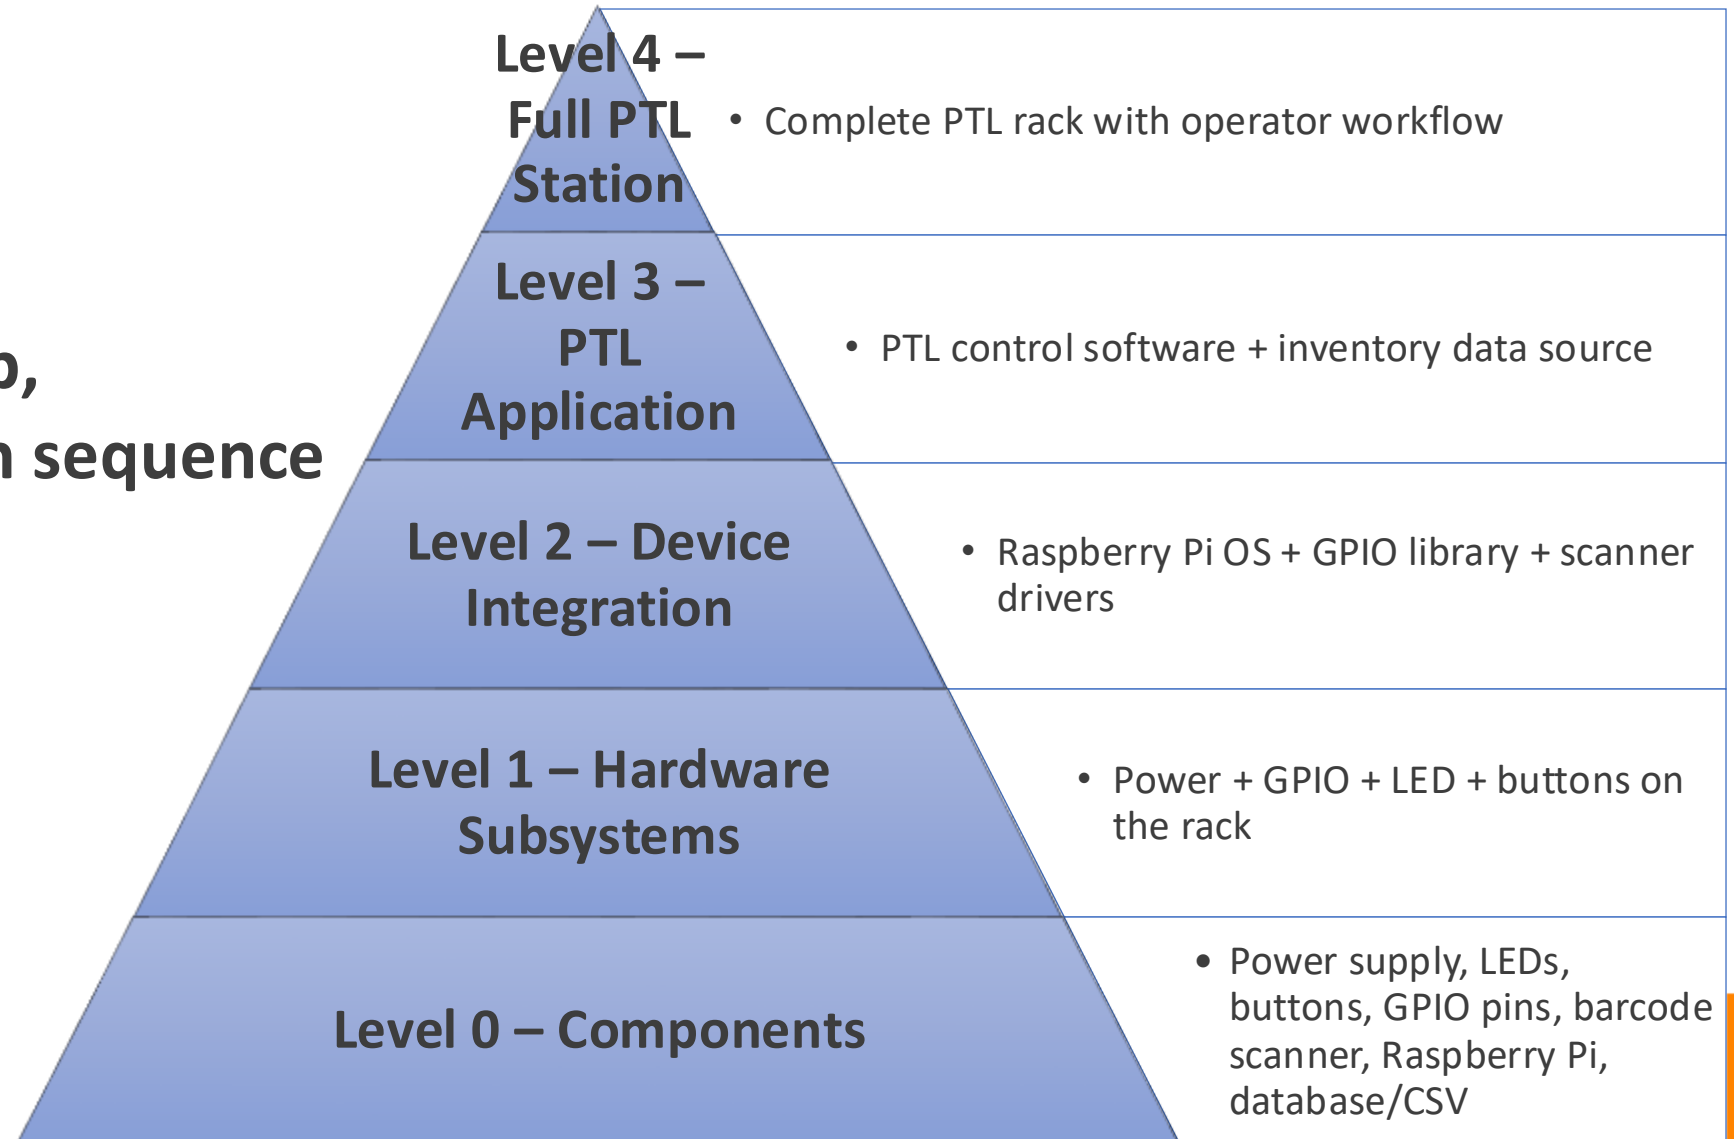 Level 4 –
Full PTL
Station
• Complete PTL rack with operator workflow
Level 3 –
PTL
Application
• PTL control software + inventory data source
sequence
Level 2 – Device
Integration
• Raspberry Pi OS + GPIO library + scanner
drivers
Level 1 – Hardware
Subsystems
• Power + GPIO + LED + buttons on
the rack
Level 0 – Components
• Power supply, LEDs,
buttons, GPIO pins, barcode
scanner, Raspberry Pi,
database/CSV